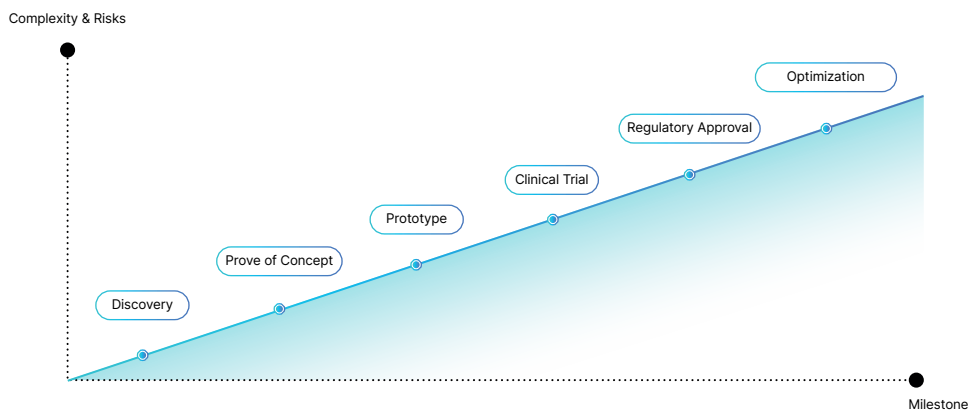 Complexity & Risks
Optimization
Regulatory Approval
Clinical Trial
Prototype
Prove of Concept
Discovery
Milestone